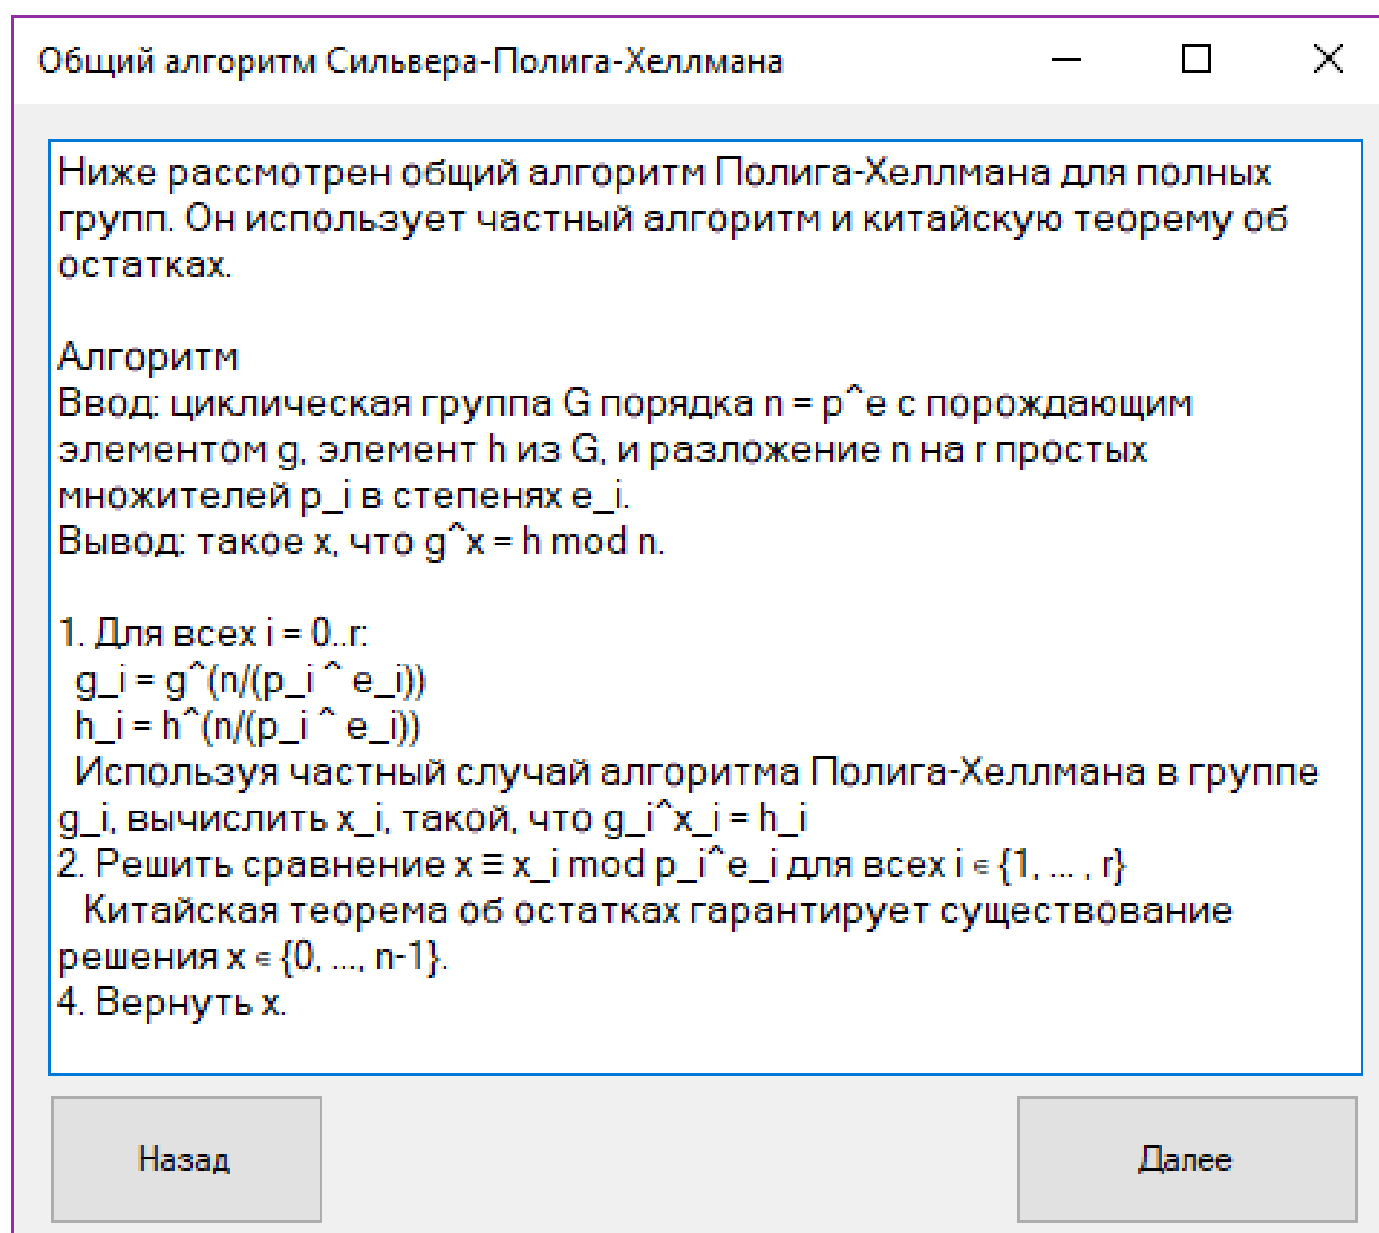 Общий алгоритм Сильвера-Полига-Хеллмана
Ниже рассмотрен общий алгоритм Полига-Хеллмана для полных
групп. Он использует частный алгоритм и китайскую теорему об
остатках.
Алгоритм
Ввод: циклическая группа G порядка n = p^e с порождающим
элементом g, элемент h из G, и разложение n на r простых
множителей p_i в степенях e_i.
Вывод: такое x, что g^x = h mod n.
1. Для всех i = 0..r:
g_i = g^(n/(p_i ^ e_i))
h_i = h^(n/(p_i ^ e_i))
Используя частный случай алгоритма Полига-Хеллмана в группе
g_i, вычислить x_i, такой, что g_i^x_i = h_i
2. Решить сравнение x ≡ x_i mod p_i^e_i для всех i ∊ {1, ... , r}
Китайская теорема об остатках гарантирует существование
решения x ∊ {0, ..., n-1}.
4. Вернуть x.
Назад
Далее